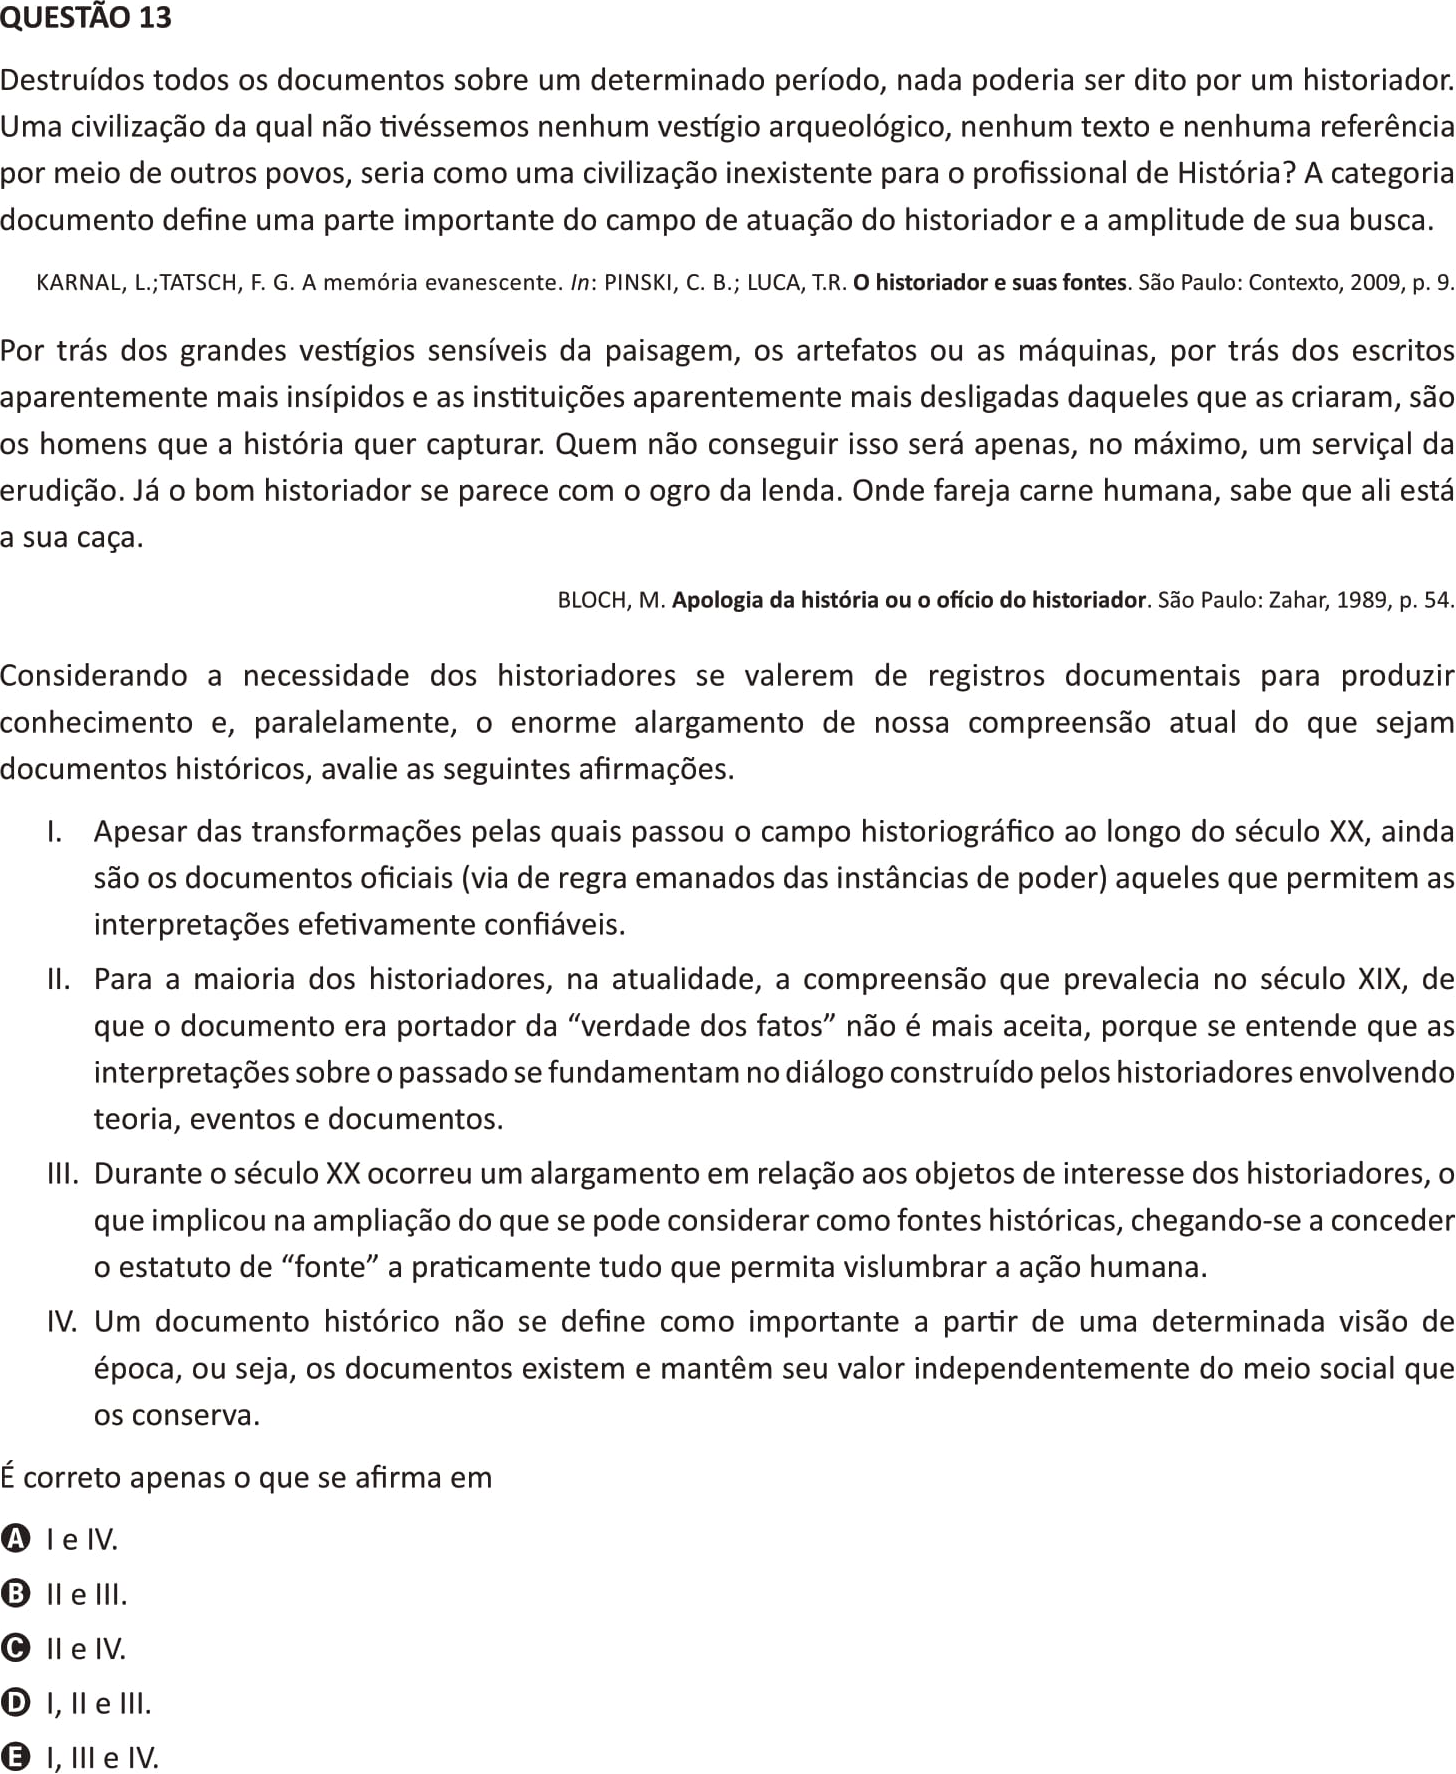 QUESTÃO 13
Destruídos todos os documentos sobre um determinado período, nada poderia ser dito por um historiador.
Uma civilização da qual não tivéssemos nenhum vestígio arqueológico, nenhum texto e nenhuma referência
por meio de outros povos, seria como uma civilização inexistente para o profissional de História? A categoria
documento define uma parte importante do campo de atuação do historiador e a amplitude de sua busca.
KARNAL, L.;TATSCH, F. G. A memória evanescente. In: PINSKI, C. B.; LUCA, T.R. O historiador e suas fontes. São Paulo: Contexto, 2009, p. 9.
Por trás dos grandes vestígios sensíveis da paisagem, os artefatos ou as máquinas, por trás dos escritos
aparentemente mais insípidos e as instituições aparentemente mais desligadas daqueles que as criaram, são
os homens que a história quer capturar. Quem não conseguir isso será apenas, no máximo, um serviçal da
erudição. Já o bom historiador se parece com o ogro da lenda. Onde fareja carne humana, sabe que ali está
a sua caça.
BLOCH, M. Apologia da história ou o ofício do historiador. São Paulo: Zahar, 1989, p. 54.
Considerando a necessidade dos historiadores se valerem de registros documentais para produzir
conhecimento e, paralelamente, o enorme alargamento de nossa compreensão atual do que sejam
documentos históricos, avalie as seguintes afirmações.
I. Apesar das transformações pelas quais passou o campo historiográfico ao longo do século XX, ainda
são os documentos oficiais (via de regra emanados das instâncias de poder) aqueles que permitem as
interpretações efetivamente confiáveis.
II. Para a maioria dos historiadores, na atualidade, a compreensão que prevalecia no século XIX, de
que o documento era portador da “verdade dos fatos” não é mais aceita, porque se entende que as
interpretações sobre o passado se fundamentam no diálogo construído pelos historiadores envolvendo
teoria, eventos e documentos.
III. Durante o século XX ocorreu um alargamento em relação aos objetos de interesse dos historiadores, o
que implicou na ampliação do que se pode considerar como fontes históricas, chegando-se a conceder
o estatuto de “fonte” a praticamente tudo que permita vislumbrar a ação humana.
IV. Um documento histórico não se define como importante a partir de uma determinada visão de
época, ou seja, os documentos existem e mantêm seu valor independentemente do meio social que
os conserva.
É correto apenas o que se afirma em
A I e IV.
B II e III.
C II e IV.
D I, II e III.
E I, III e IV.